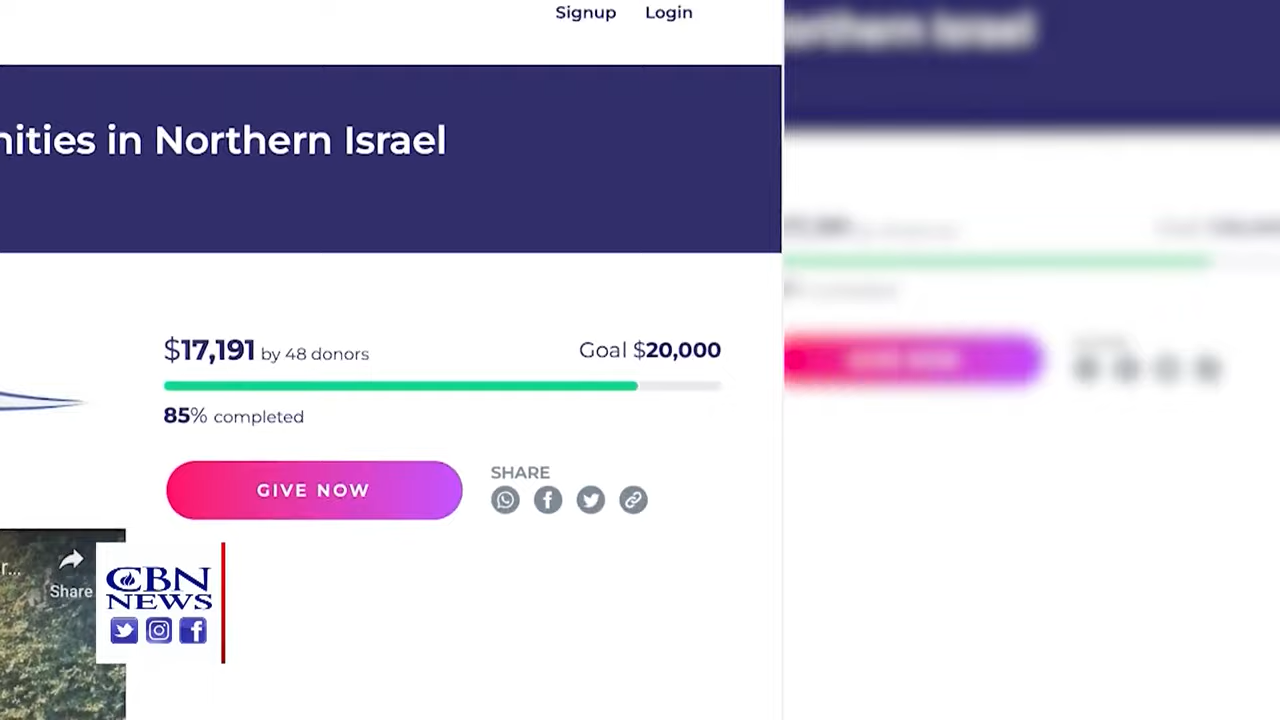 Signup Login
nities in Northern Israel
$17,191 by 48 donors Goal $20,000
85% completed
GIVE NOW
SHARE
r...
Share
CBN
NEWS